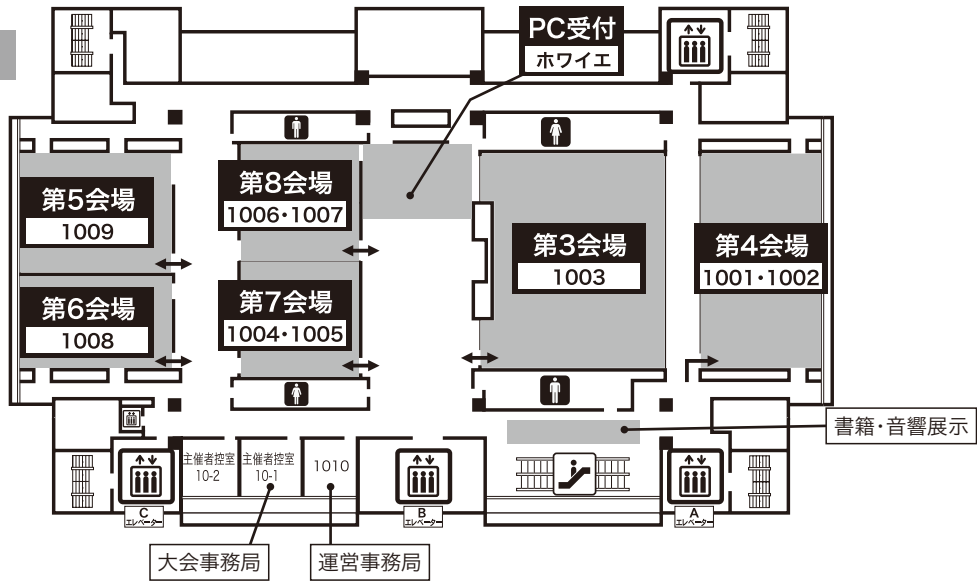 PC受付
ホワイエ
第5会場
1009
第8会場
1006・1007
第3会場
1003
第4会場
1001・1002
第6会場
1008
第7会場
1004・1005
書籍・音響展示
主催者控室
10-2
主催者控室
10-1
1010
C
エレベーター
B
エレベーター
A
エレベーター
大会事務局
運営事務局